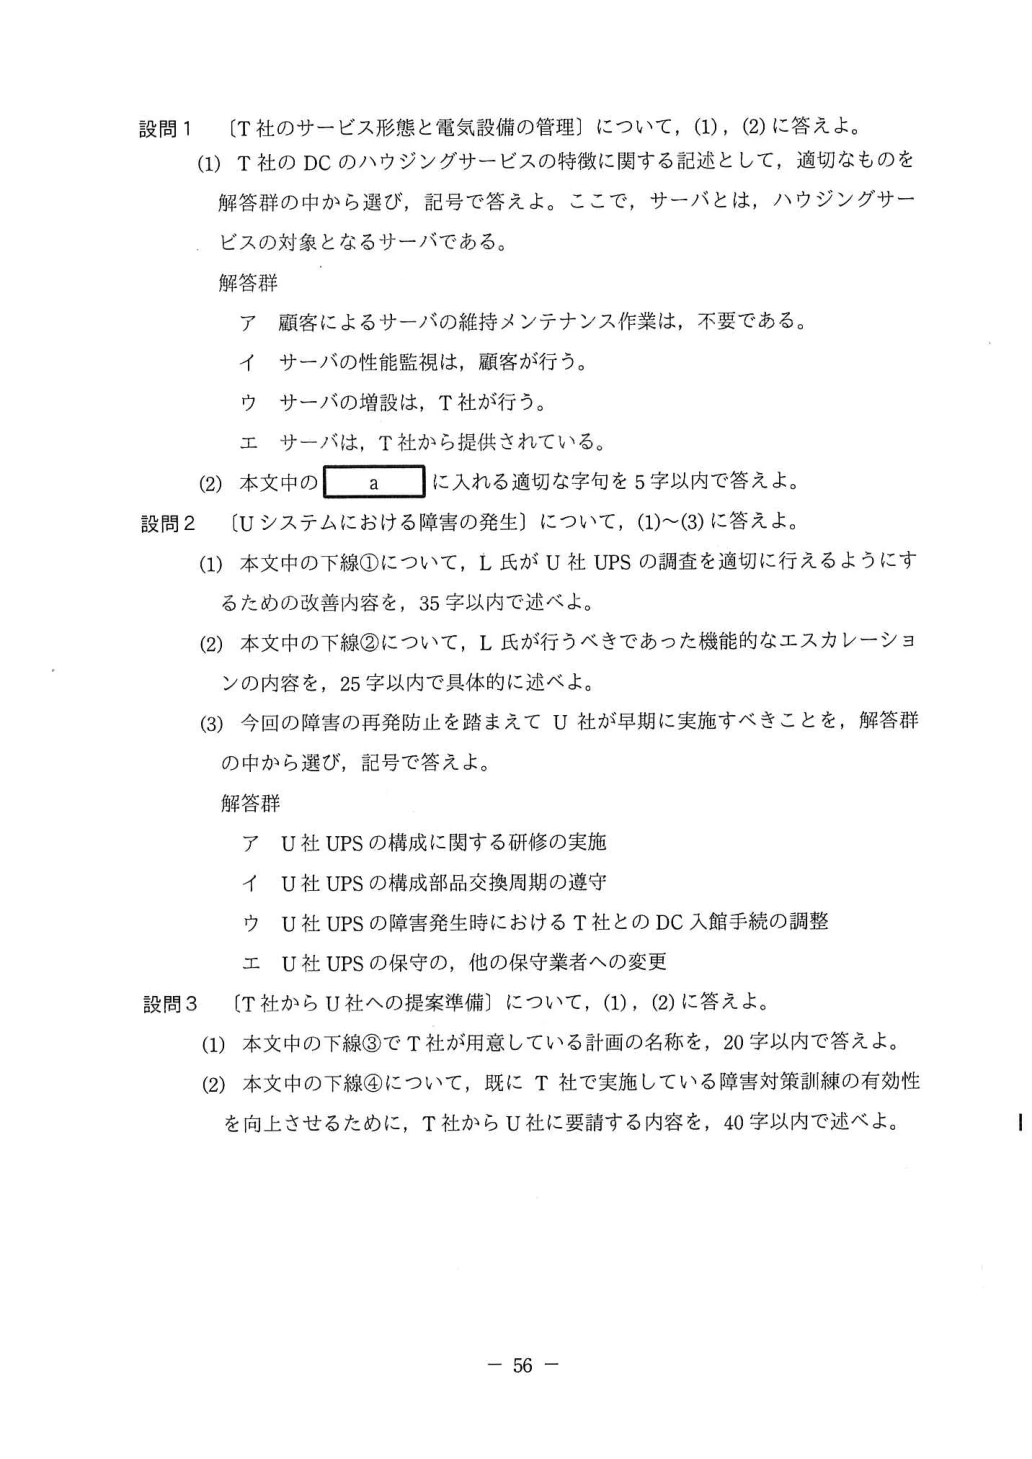 設問1　〔T社のサービス形態と電気設備の管理〕について，(1)，(2)に答えよ。
(1)　T社のDCのハウジングサービスの特徴に関する記述として，適切なものを
解答群の中から選び，記号で答えよ。ここで，サーバとは，ハウジングサー
ビスの対象となるサーバである。
解答群
ア　顧客によるサーバの維持メンテナンス作業は，不要である。
イ　サーバの性能監視は，顧客が行う。
ウ　サーバの増設は，T社が行う。
エ　サーバは，T社から提供されている。
(2)　本文中の　a　に入れる適切な字句を5字以内で答えよ。
設問2　〔Uシステムにおける障害の発生〕について，(1)～(3)に答えよ。
(1)　本文中の下線①について，L氏がU社UPSの調査を適切に行えるようにす
るための改善内容を，35字以内で述べよ。
(2)　本文中の下線②について，L氏が行うべきであった機能的なエスカレーショ
ンの内容を，25字以内で具体的に述べよ。
(3)　今回の障害の再発防止を踏まえてU社が早期に実施すべきことを，解答群
の中から選び，記号で答えよ。
解答群
ア　U社UPSの構成に関する研修の実施
イ　U社UPSの構成部品交換周期の遵守
ウ　U社UPSの障害発生時におけるT社とのDC入館手続の調整
エ　U社UPSの保守の，他の保守業者への変更
設問3　〔T社からU社への提案準備〕について，(1)，(2)に答えよ。
(1)　本文中の下線③でT社が用意している計画の名称を，20字以内で答えよ。
(2)　本文中の下線④について，既にT社で実施している障害対策訓練の有効性
を向上させるために，T社からU社に要請する内容を，40字以内で述べよ。
－ 56 －